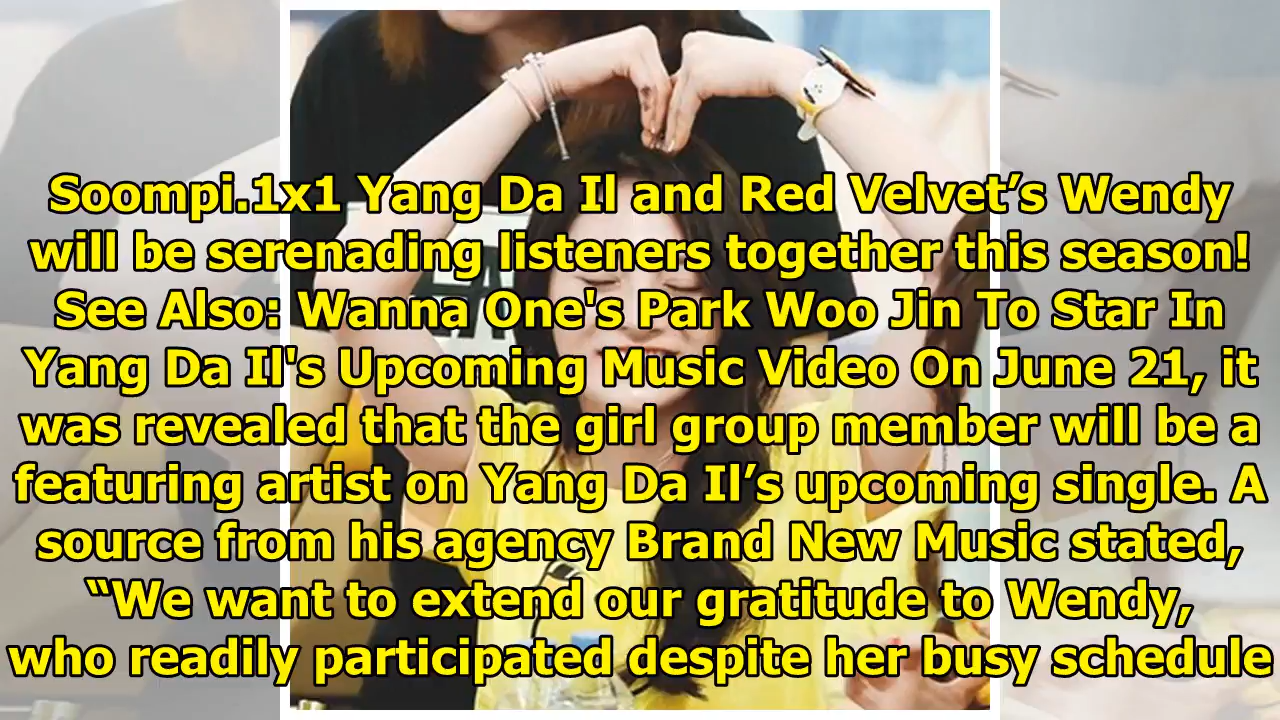 Soompi.1x1 Yang Da Il and Red Velvet’s Wendy
will be serenading listeners together this season!
See Also: Wanna One's Park Woo Jin To Star In
Yang Da Il's Upcoming Music Video On June 21, it
was revealed that the girl group member will be a
featuring artist on Yang Da Il’s upcoming single. A
source from his agency Brand New Music stated,
“We want to extend our gratitude to Wendy,
who readily participated despite her busy schedule